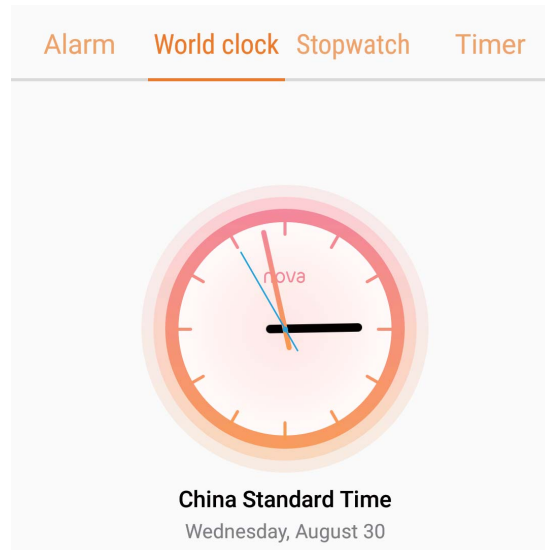 Alarm World clock Stopwatch Timer
nova
China Standard Time
Wednesday, August 30